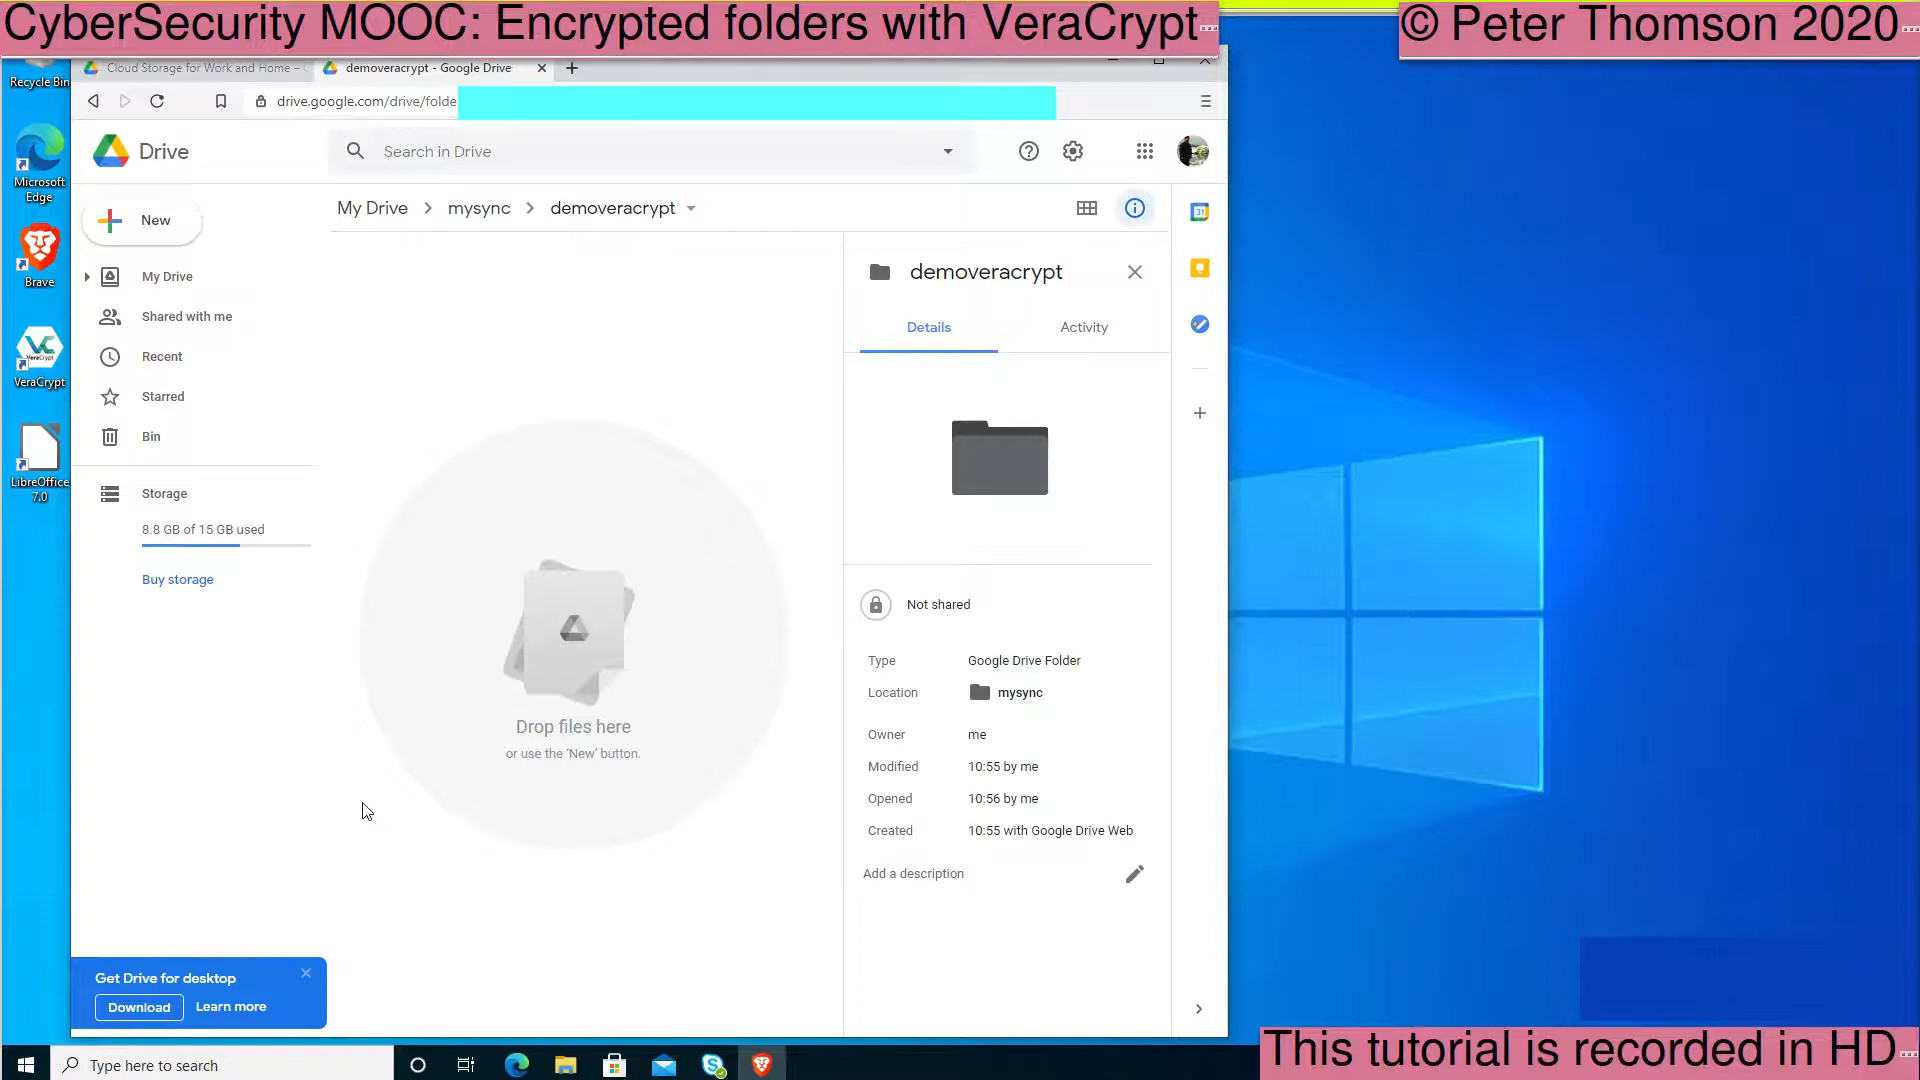 CyberSecurity MOOC: Encrypted folders with VeraCrypt
© Peter Thomson 2020
Recycle Bin
Cloud Storage for Work and Home –
demoveracrypt - Google Drive
drive.google.com/drive/folde
Drive
Search in Drive
Microsoft
Edge
New
My Drive
mysync
demoveracrypt
31
Brave
My Drive
Shared with me
Recent
Starred
Bin
demoveracrypt
Details
Activity
VC
VeraCrypt
VeraCrypt
LibreOffice
7.0
Storage
8.8 GB of 15 GB used
Buy storage
Drop files here
or use the 'New' button.
Not shared
Type
Google Drive Folder
Location
mysync
Owner
me
Modified
10:55 by me
Opened
10:56 by me
Created
10:55 with Google Drive Web
Add a description
Get Drive for desktop
Download
Learn more
Type here to search
This tutorial is recorded in HD